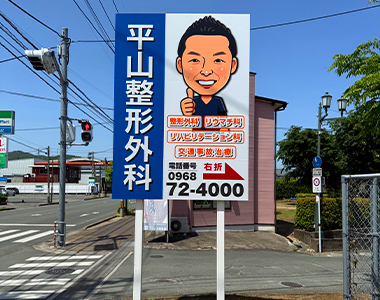 平山整形外科
整形外科 リウマチ科
リハビリテーション科
交通事故治療
電話番号 右折
0968
72-4000